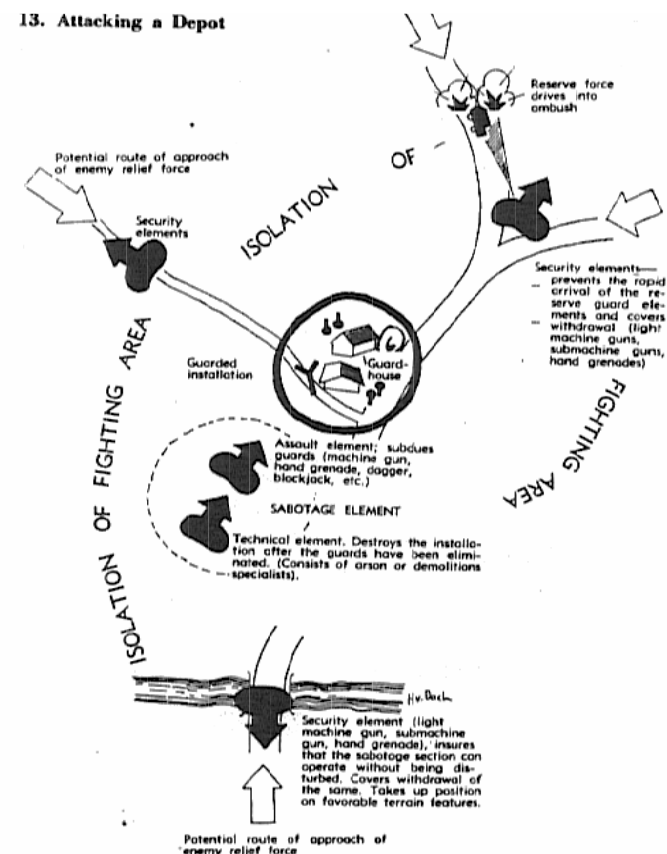 13. Attacking a Depot
Reserve force
drives into
ambush
Potential route of approach
of enemy relief force
Security
elements
ISOLATION OF
Security elements—
prevents the rapid
arrival of the re-
serve guard ele-
ments and covers
withdrawal (light
machine guns,
submachine guns,
hand grenades)
FIGHTING AREA
Guarded
installation
Guard-
house
ISOLATION OF FIGHTING AREA
Assault element; subdues
guards (machine gun,
hand grenade, dagger,
blackjack, etc.)
SABOTAGE ELEMENT
Technical element. Destroys the installa-
tion after the guards have been elimi-
nated. (Consists of arson or demolitions
specialists).
H.v. Dach
Security element (light
machine gun, submachine
gun, hand grenade), insures
that the sabotage section can
operate without being dis-
turbed. Covers withdrawal of
the same. Takes up position
on favorable terrain features.
Potential route of approach of
enemy relief force